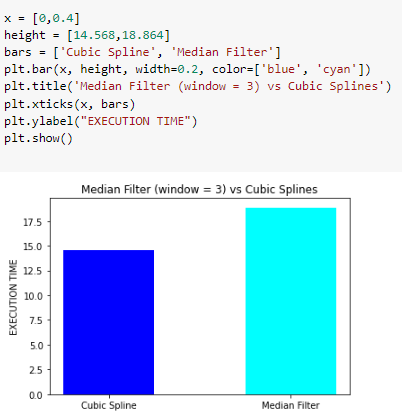 x = [0,0.4]
height = [14.568,18.864]
bars = ['Cubic Spline', 'Median Filter']
plt.bar(x, height, width=0.2, color=['blue', 'cyan'])
plt.title('Median Filter (window = 3) vs Cubic Splines')
plt.xticks(x, bars)
plt.ylabel("EXECUTION TIME")
plt.show()
Median Filter (window = 3) vs Cubic Splines
EXECUTION TIME
17.5
15.0
12.5
10.0
7.5
5.0
2.5
0.0
Cubic Spline Median Filter